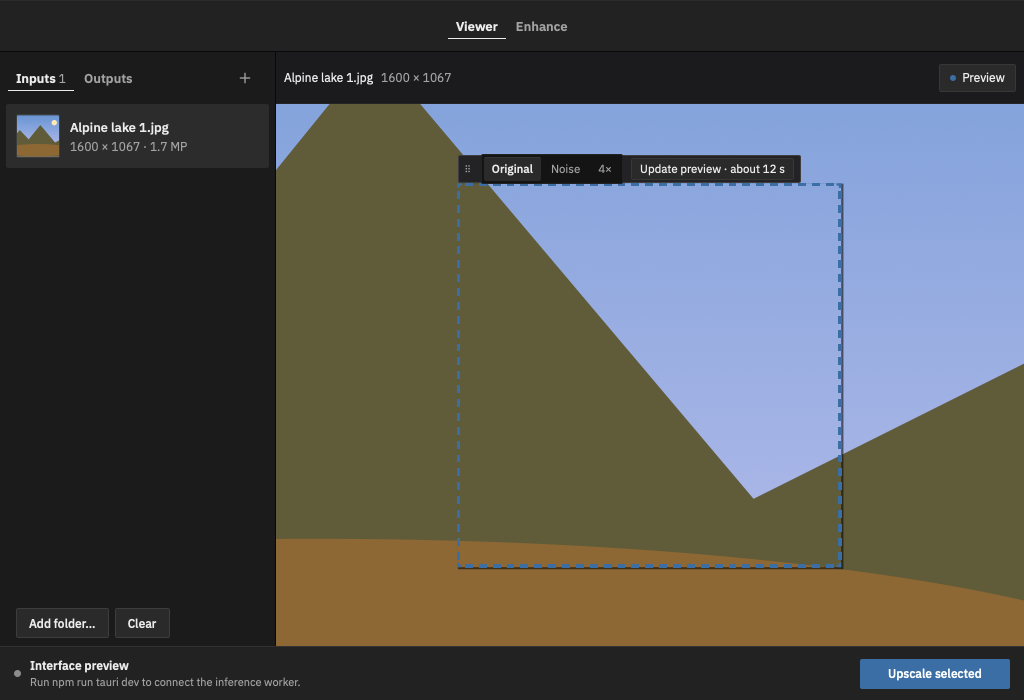 Viewer Enhance
Inputs 1 Outputs +
Alpine lake 1.jpg 1600 × 1067
Preview
Alpine lake 1.jpg
1600 × 1067 · 1.7 MP
Original Noise 4× Update preview · about 12 s
Add folder... Clear
Interface preview
Run npm run tauri dev to connect the inference worker.
Upscale selected